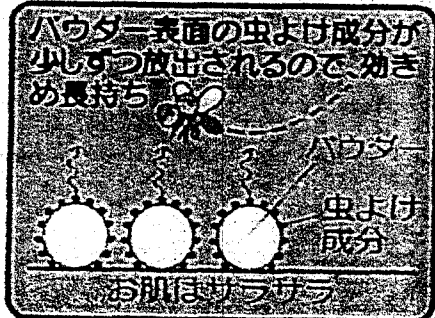 パウダー表面の虫よけ成分が
少しずつ放出されるので、効き
め長持ち
パウダー
虫よけ
成分
お肌はサラサラ